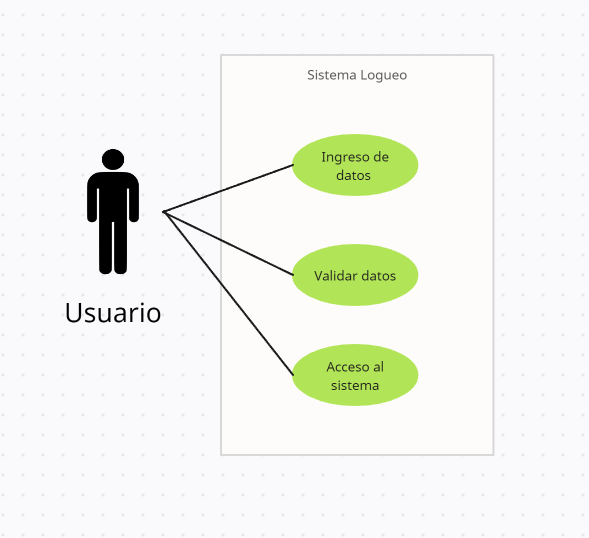 Sistema Logueo
Ingreso de
datos
Validar datos
Acceso al
sistema
Usuario